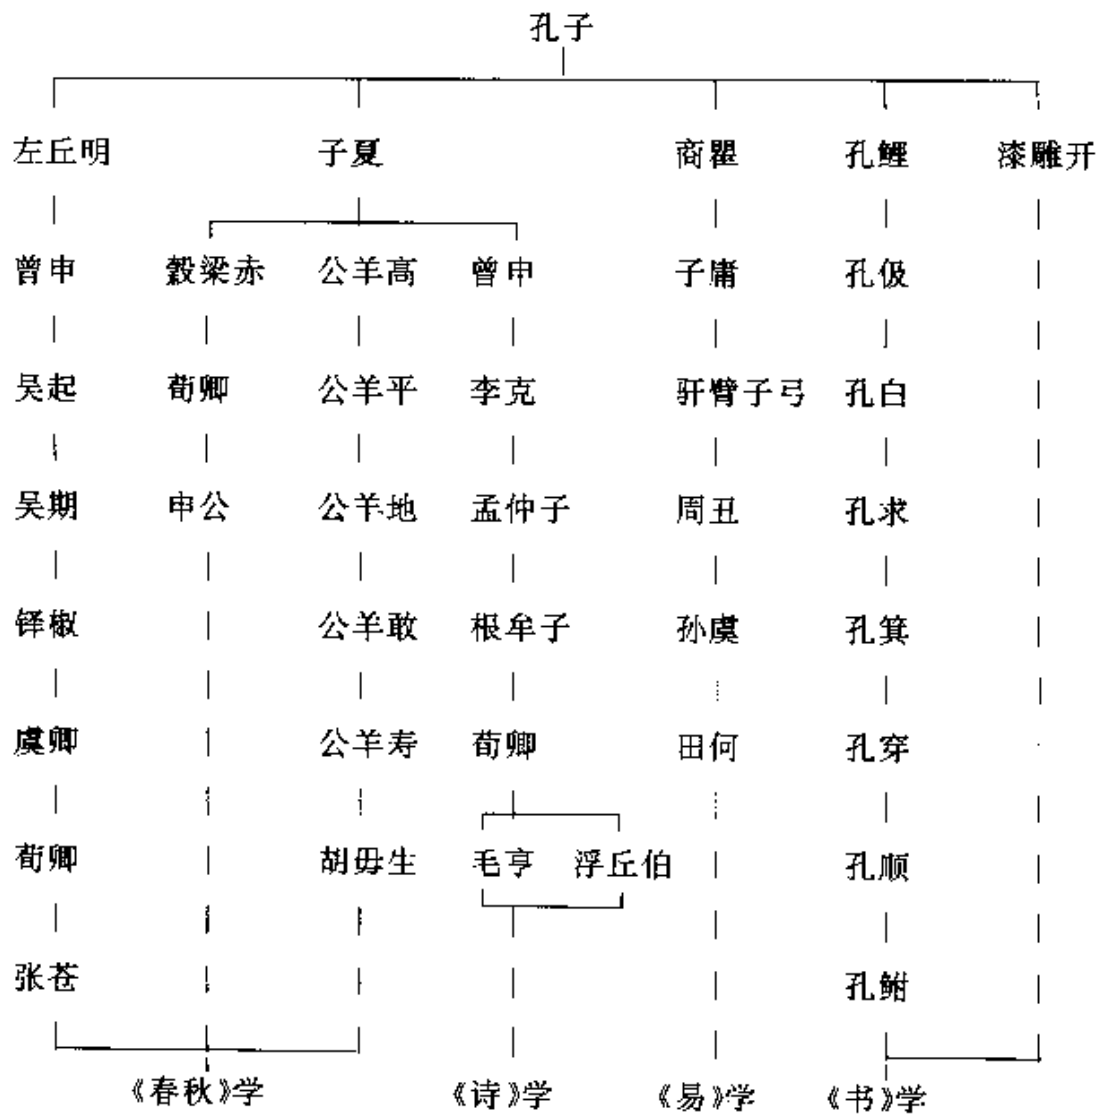 孔子
左丘明 子夏 商瞿 孔鲤 漆雕开
曾申 穀梁赤 公羊高 曾申 子庸 孔伋
吴起 荀卿 公羊平 李克 馯臂子弓 孔白
吴期 申公 公羊地 孟仲子 周丑 孔求
铎椒 公羊敢 根牟子 孙虞 孔箕
虞卿 公羊寿 荀卿 田何 孔穿
荀卿 胡毋生 毛亨 浮丘伯 孔顺
张苍 孔鲋
《春秋》学 《诗》学 《易》学 《书》学